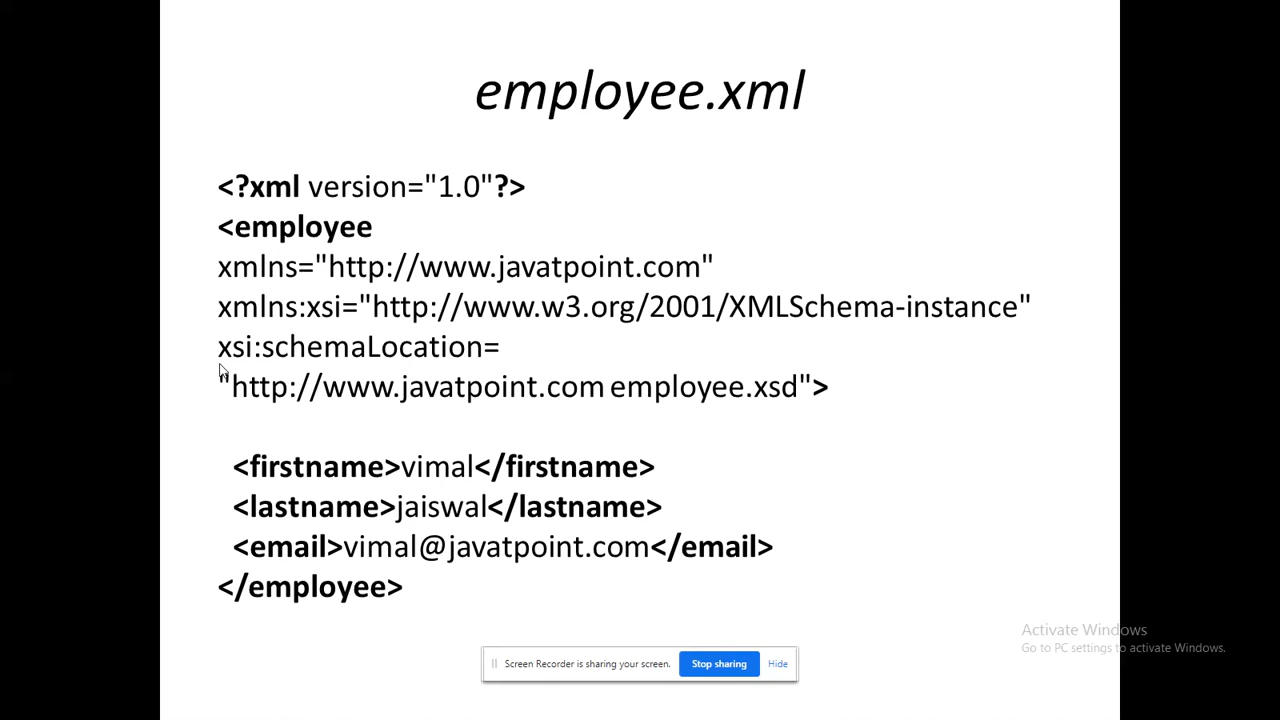 employee.xml
<?xml version="1.0"?>
<employee
xmlns="http://www.javatpoint.com"
xmlns:xsi="http://www.w3.org/2001/XMLSchema-instance"
xsi:schemaLocation=
"http://www.javatpoint.com employee.xsd">
<firstname>vimal</firstname>
<lastname>jaiswal</lastname>
<email>vimal@javatpoint.com</email>
</employee>
Activate Windows
Go to PC settings to activate Windows.
Screen Recorder is sharing your screen. Stop sharing Hide